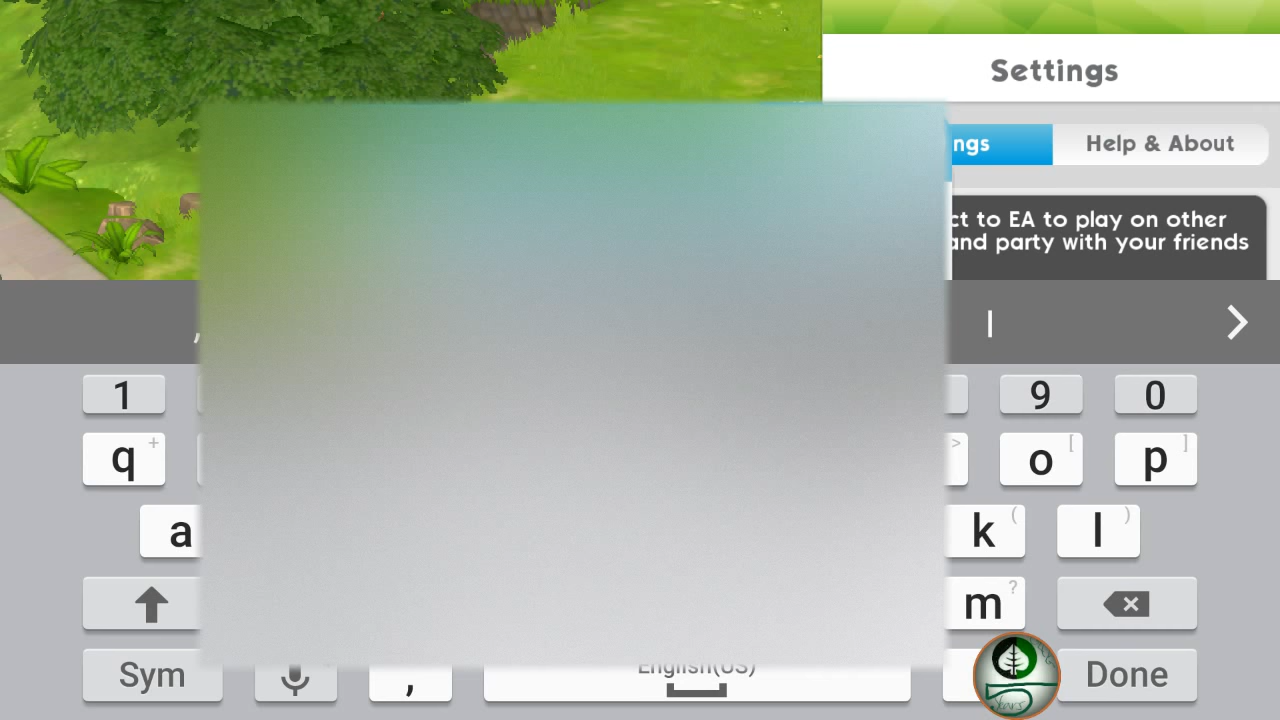 Settings
ngs
Help & About
ct to EA to play on other
and party with your friends
,
|
1
9
0
q
+
>
o
[
p
]
a
k
(
l
)
m
?
Sym
,
English(US)
Done